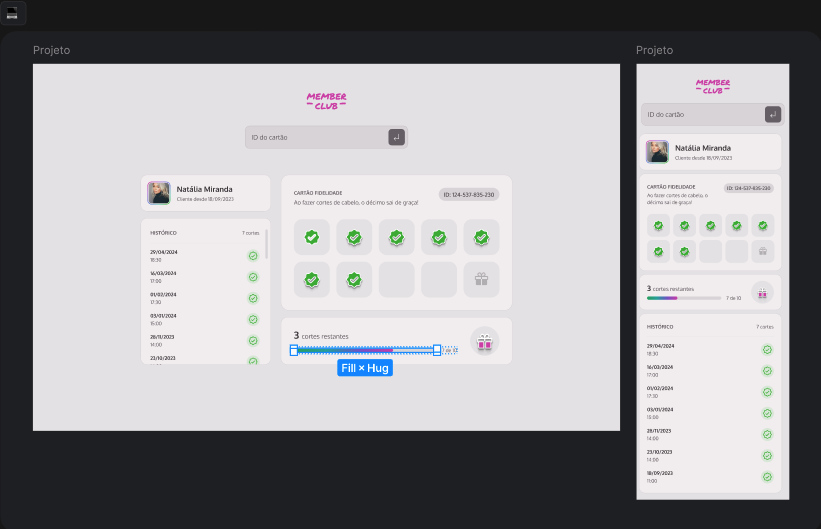 Projeto
MEMBER
CLUB
ID do cartão
Natália Miranda
Cliente desde 18/09/2023
HISTÓRICO
7 cortes
29/04/2024
18:30
16/03/2024
17:00
01/02/2024
17:30
03/01/2024
15:00
28/11/2023
14:00
23/10/2023
CARTÃO FIDELIDADE
ID: 124-537-835-230
Ao fazer cortes de cabelo, o décimo sai de graça!
3 cortes restantes
Fill × Hug
Projeto
MEMBER
CLUB
ID do cartão
Natália Miranda
Cliente desde 18/09/2023
CARTÃO FIDELIDADE
ID: 124-537-835-230
Ao fazer cortes de cabelo, o
décimo sai de graça!
3 cortes restantes
7 de 10
HISTÓRICO
7 cortes
29/04/2024
18:30
16/03/2024
17:00
01/02/2024
17:30
03/01/2024
15:00
28/11/2023
14:00
23/10/2023
14:00
18/09/2023
11:00